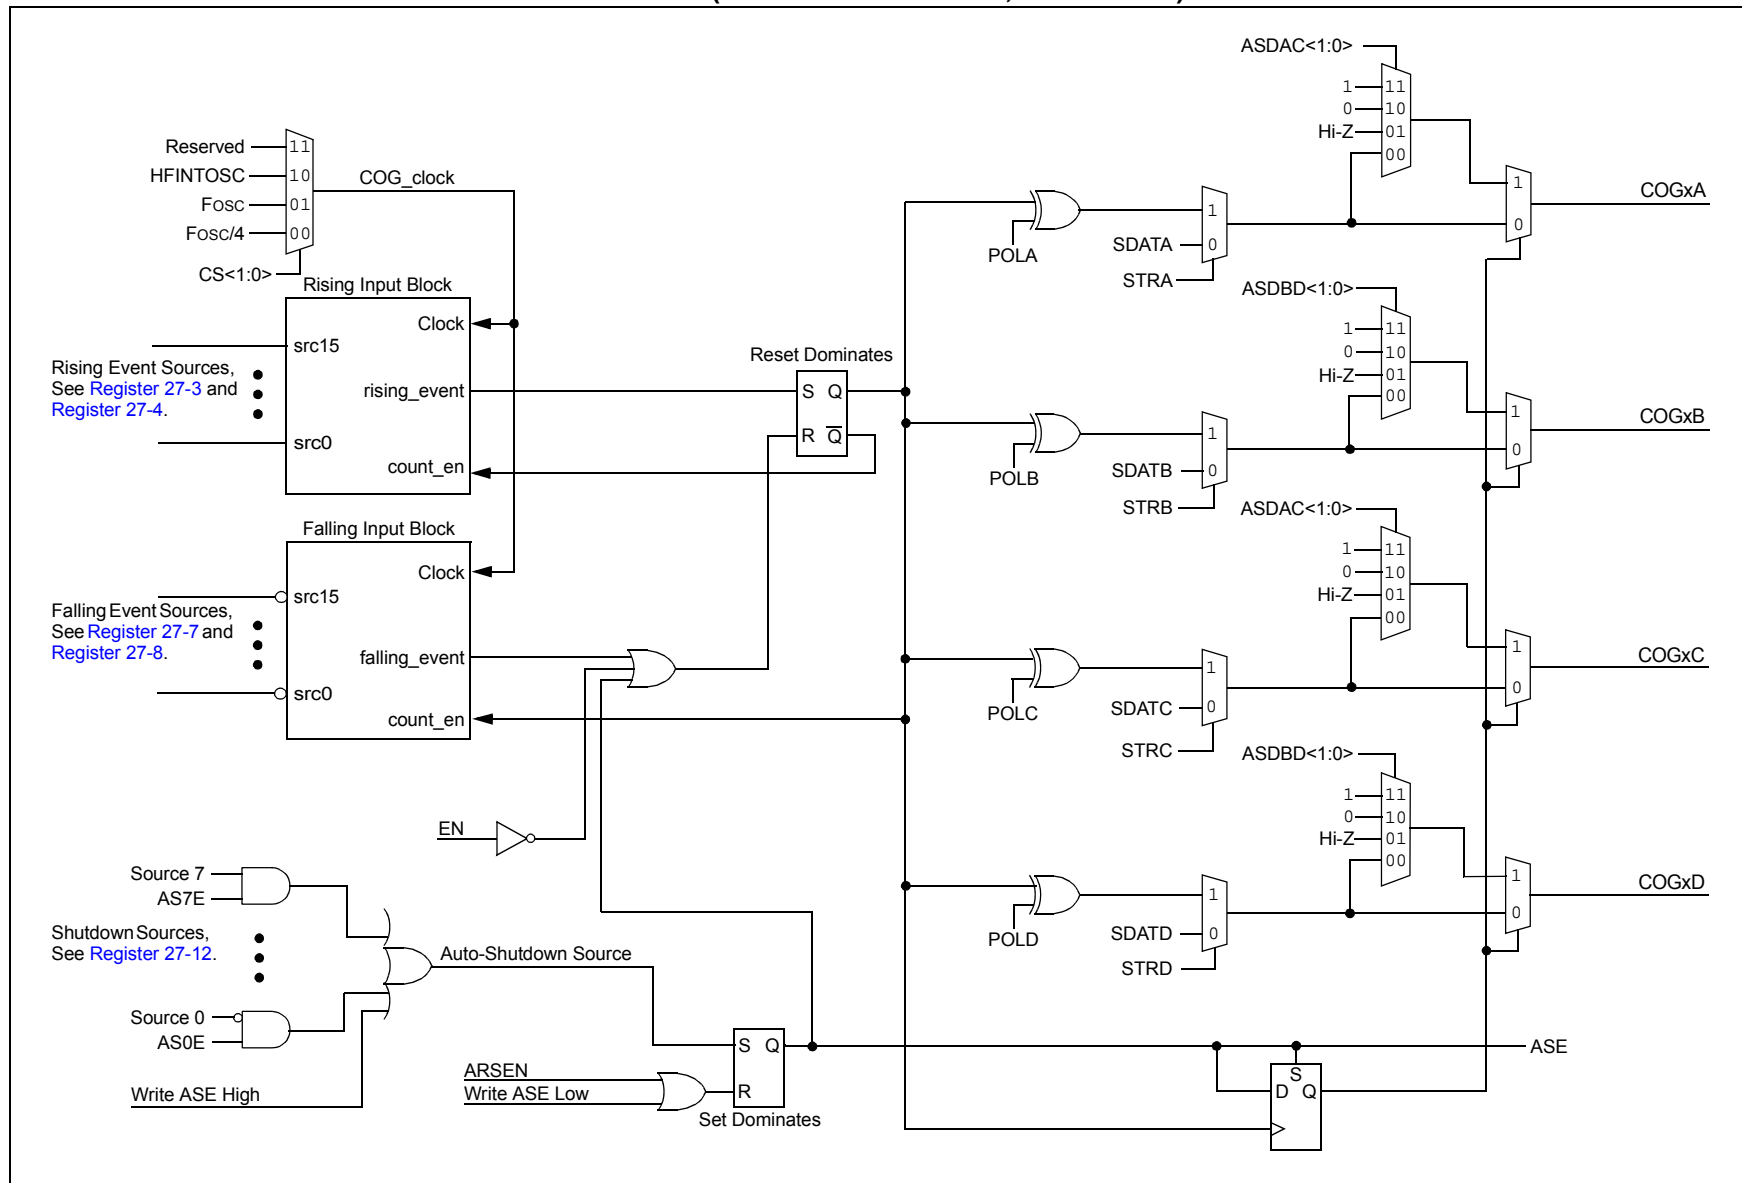 Reserved
HFINTOSC
FOSC
FOSC/4
11
10
01
00
CS<1:0>
COG_clock
Rising Input Block
Clock
src15
Rising Event Sources,
See Register 27-3 and
Register 27-4.
rising_event
src0
count_en
Falling Input Block
Clock
src15
Falling Event Sources,
See Register 27-7 and
Register 27-8.
falling_event
src0
count_en
EN
Source 7
AS7E
Shutdown Sources,
See Register 27-12.
Source 0
AS0E
Write ASE High
Auto-Shutdown Source
ARSEN
Write ASE Low
S Q
R
Set Dominates
Reset Dominates
S Q
R Q
ASDAC<1:0>
1 11
0 10
Hi-Z 01
00
POLA
SDATA
STRA
1
0
1
0
COGxA
ASDBD<1:0>
1 11
0 10
Hi-Z 01
00
POLB
SDATB
STRB
1
0
1
0
COGxB
ASDAC<1:0>
1 11
0 10
Hi-Z 01
00
POLC
SDATC
STRC
1
0
1
0
COGxC
ASDBD<1:0>
1 11
0 10
Hi-Z 01
00
POLD
SDATD
STRD
1
0
1
0
COGxD
ASE
S
D Q